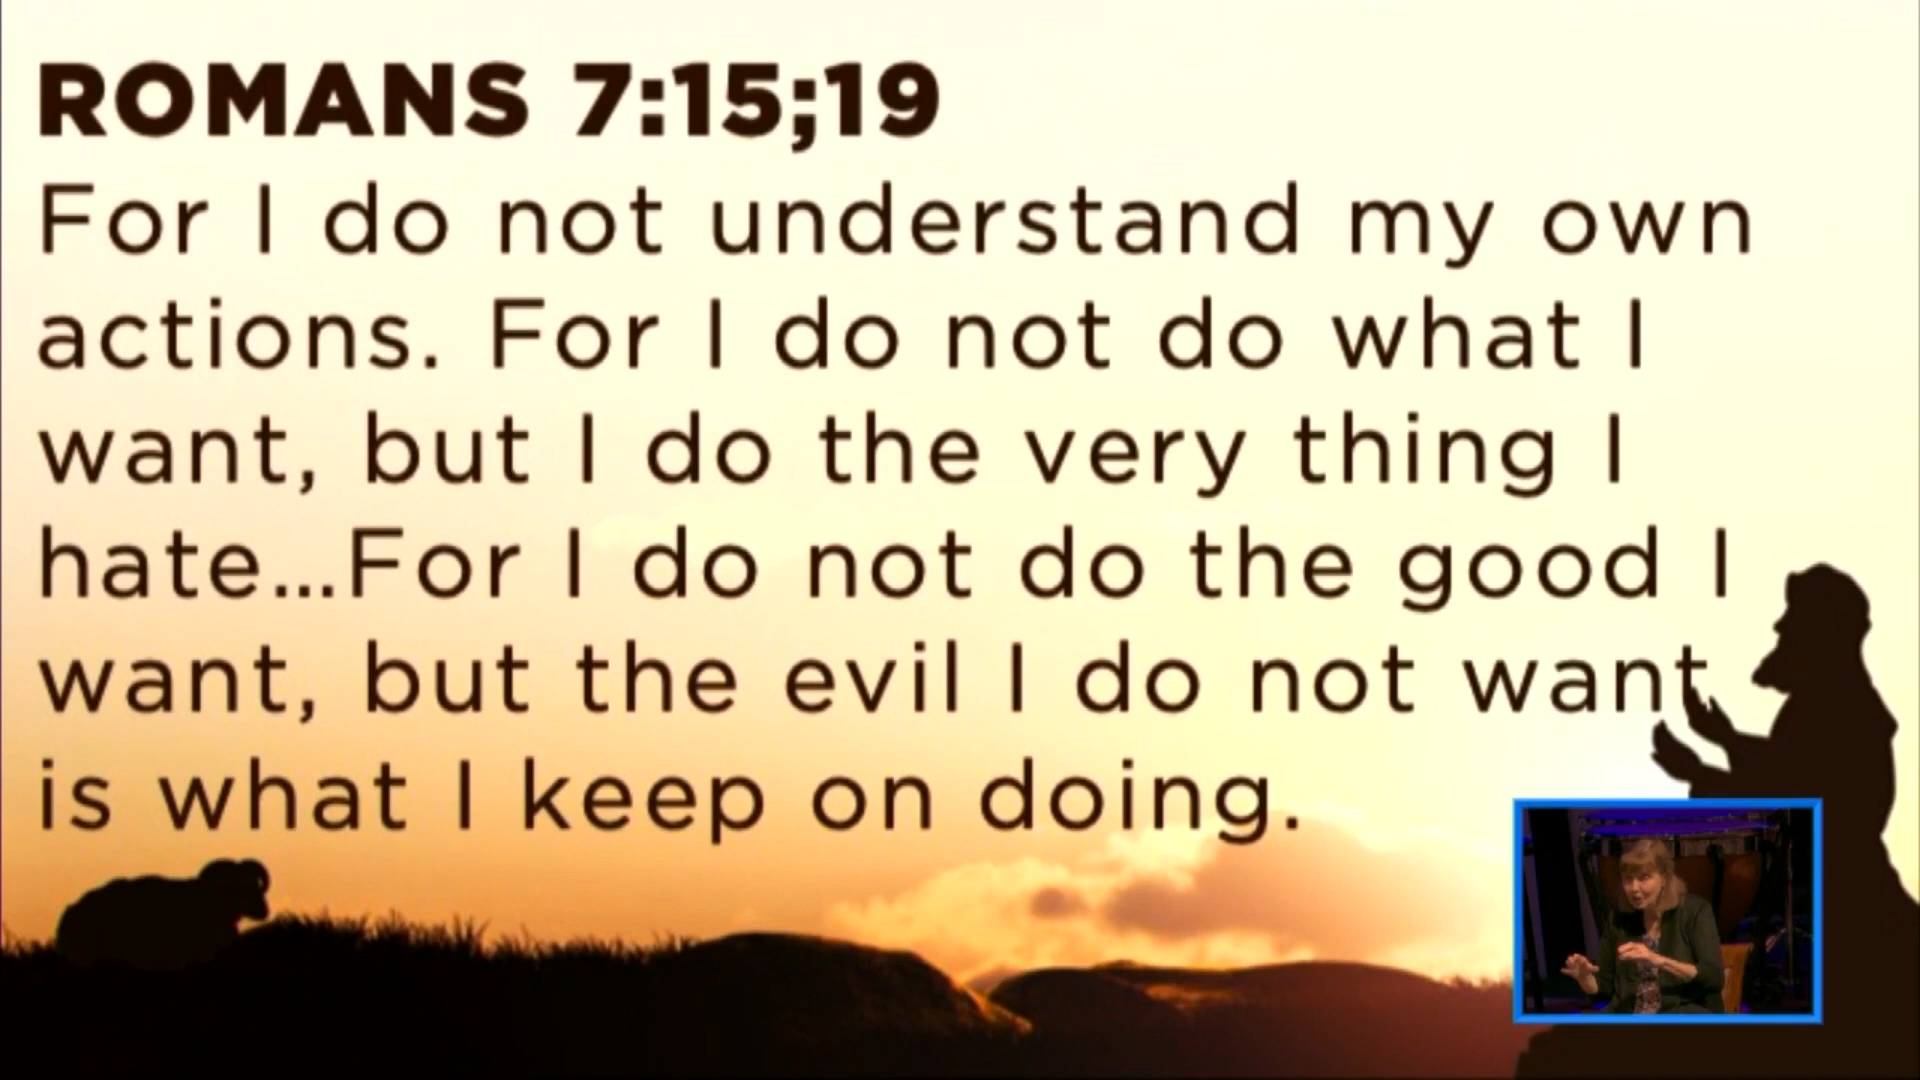 ROMANS 7:15;19
For I do not understand my own
actions. For I do not do what I
want, but I do the very thing I
hate...For I do not do the good I
want, but the evil I do not want
is what I keep on doing.